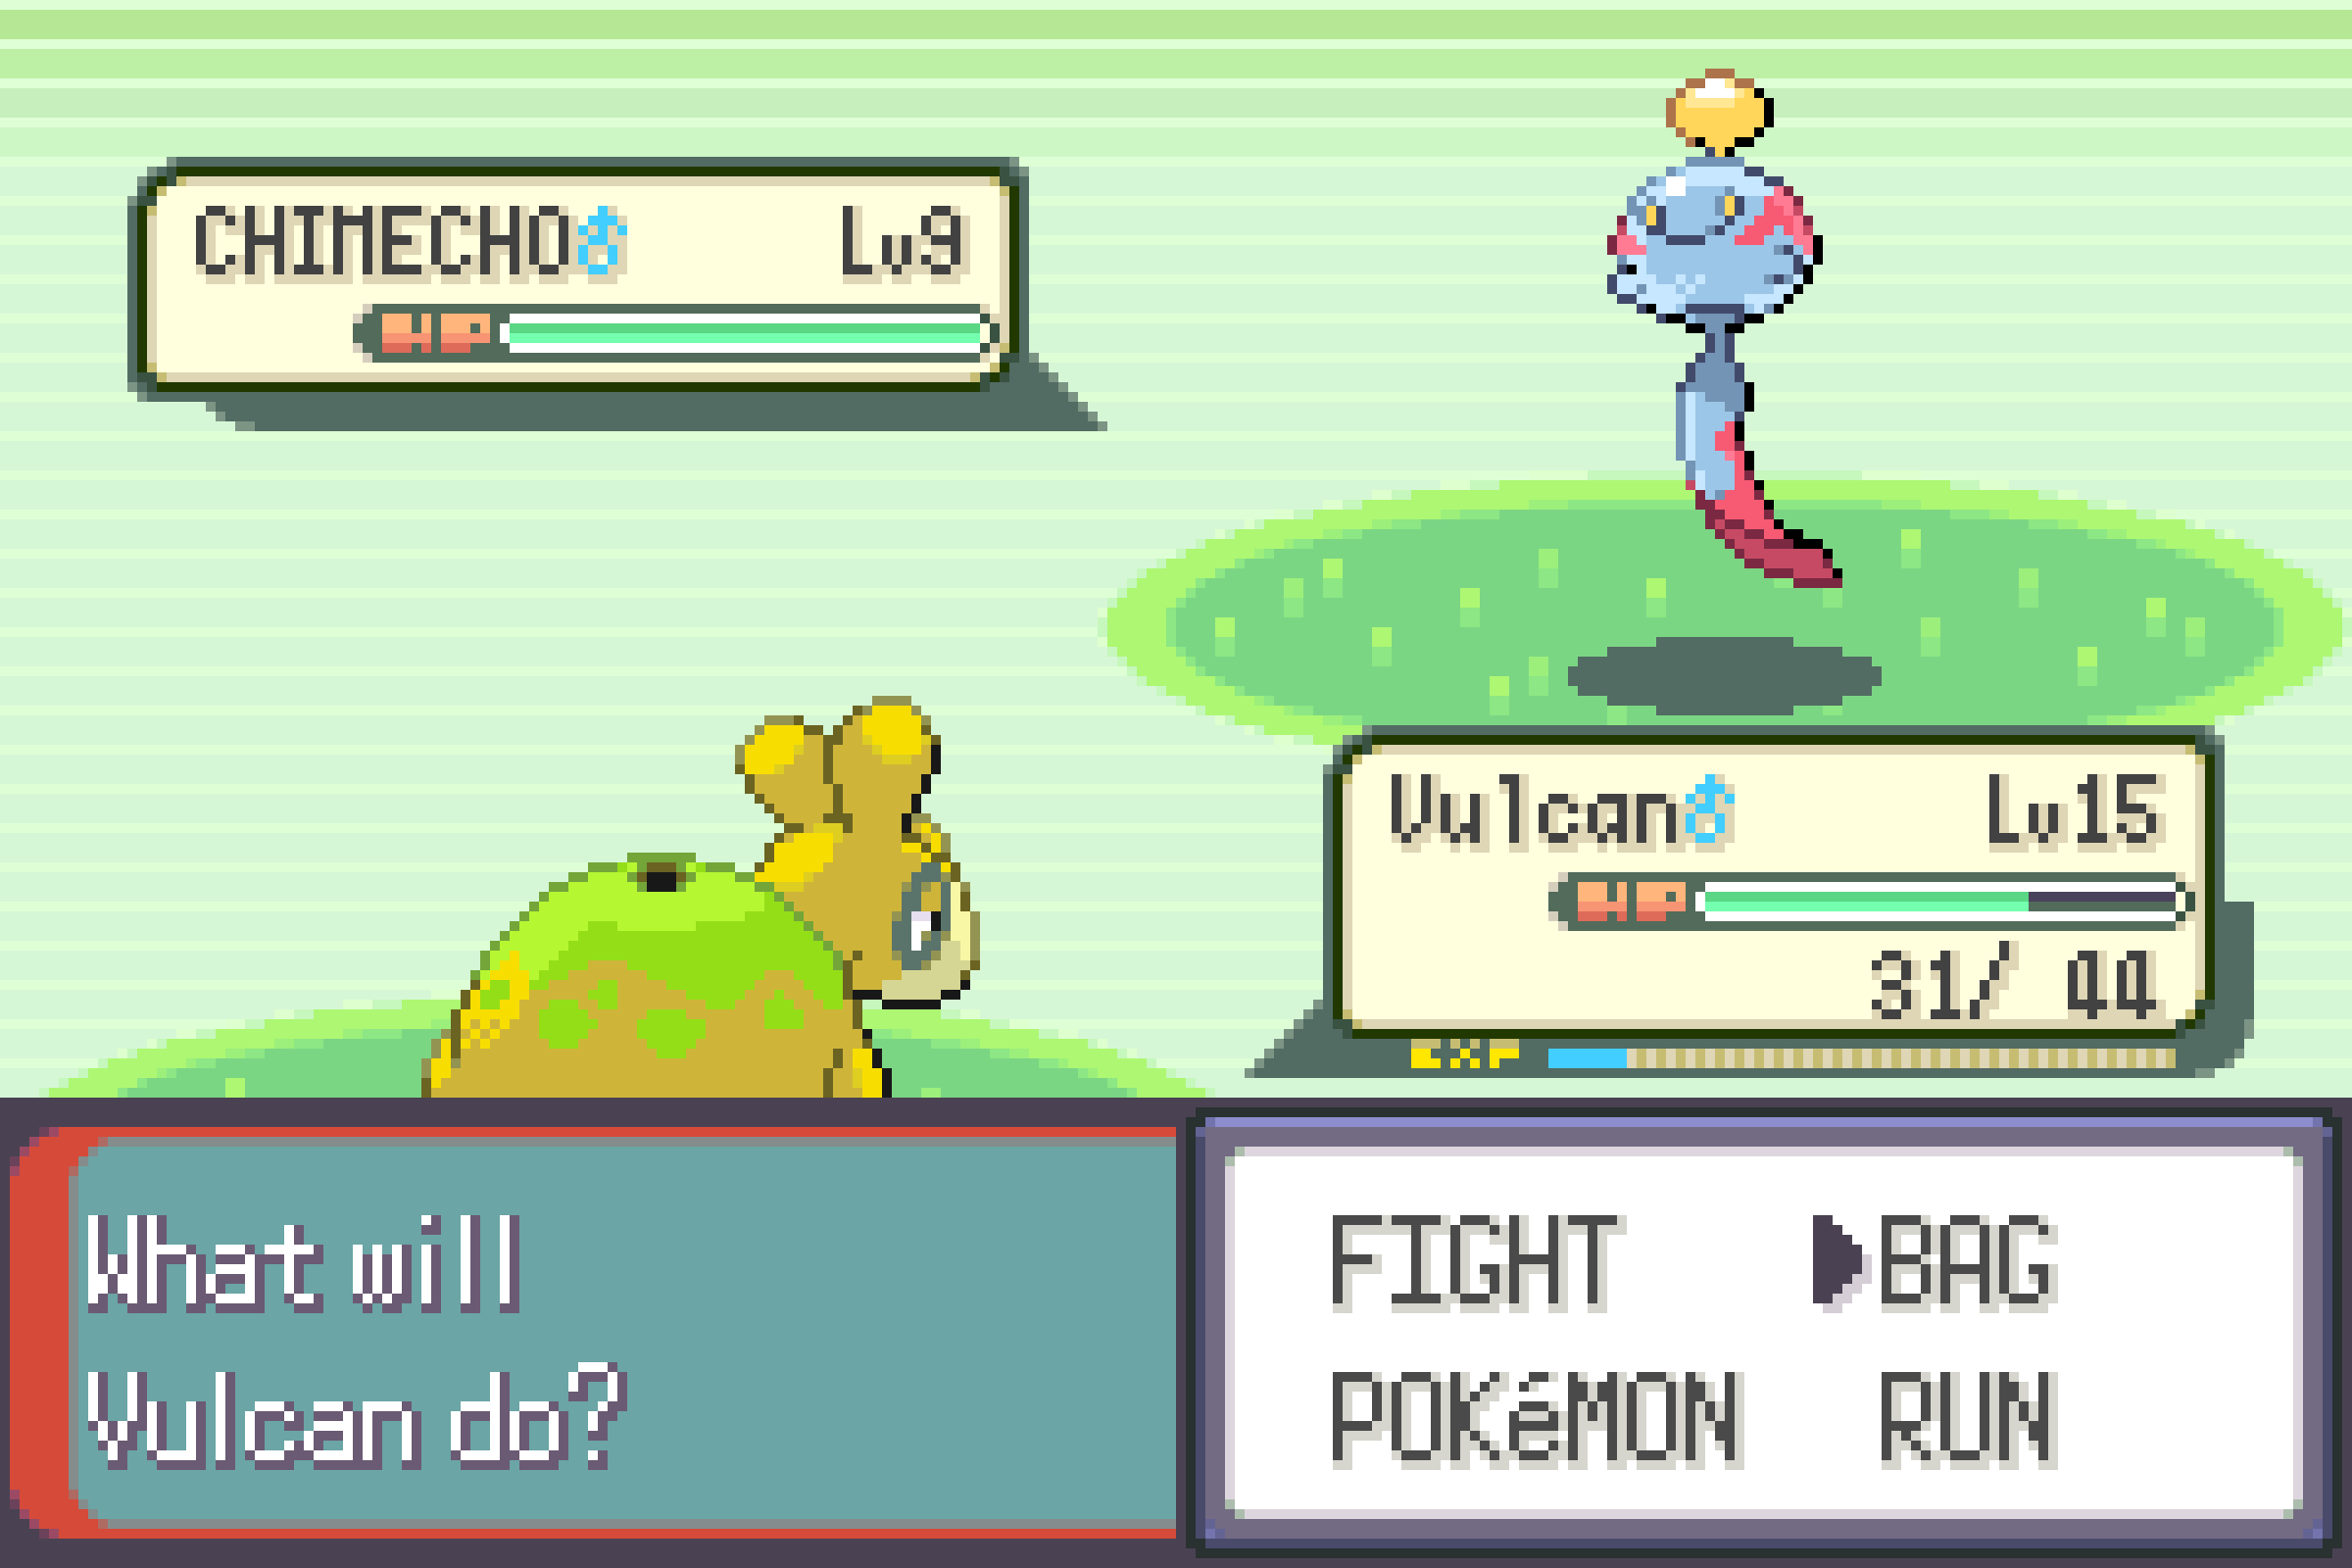 CHIMECHO♂ Lv9
HP
Vulcan♂ Lv15
HP
31/ 44
EXP
What will
Vulcan do?
FIGHT BAG
POKéMON RUN